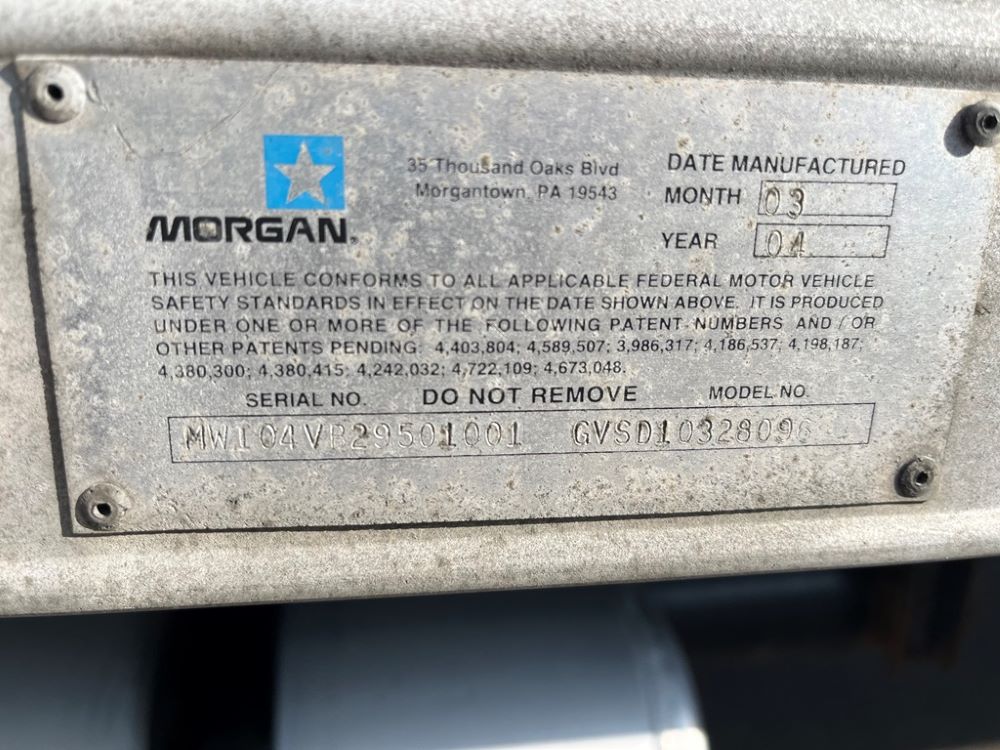 MORGAN
35 Thousand Oaks Blvd
Morgantown, PA 19543
DATE MANUFACTURED
MONTH 03
YEAR 04
THIS VEHICLE CONFORMS TO ALL APPLICABLE FEDERAL MOTOR VEHICLE
SAFETY STANDARDS IN EFFECT ON THE DATE SHOWN ABOVE. IT IS PRODUCED
UNDER ONE OR MORE OF THE FOLLOWING PATENT NUMBERS AND / OR
OTHER PATENTS PENDING: 4,403,804; 4,589,507; 3,986,317; 4,186,537; 4,198,187;
4,380,300; 4,380,415; 4,242,032; 4,722,109; 4,673,048.
SERIAL NO. DO NOT REMOVE MODEL NO.
MWI04VP29501001 GVSD10328096